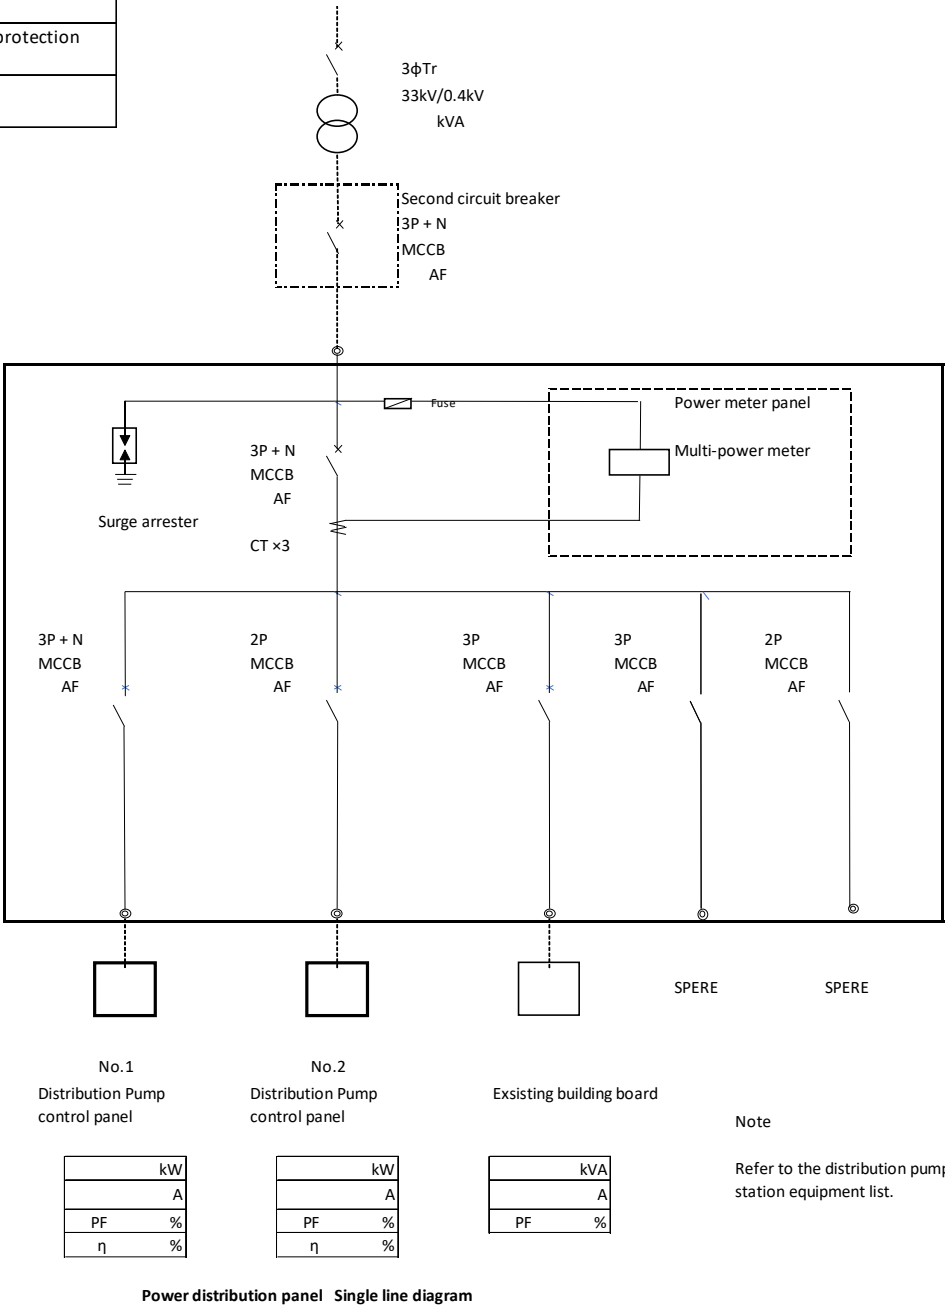 protection
3ϕTr
33kV/0.4kV
kVA
Second circuit breaker
3P + N
MCCB
AF
Fuse
Power meter panel
3P + N
MCCB
AF
Multi-power meter
Surge arrester
CT ×3
3P + N
MCCB
AF
2P
MCCB
AF
3P
MCCB
AF
3P
MCCB
AF
2P
MCCB
AF
SPERE
SPERE
No.1
Distribution Pump
control panel
No.2
Distribution Pump
control panel
Exsisting building board
Note
Refer to the distribution pump
station equipment list.
kW
A
PF %
η %
kW
A
PF %
η %
kVA
A
PF %
Power distribution panel Single line diagram